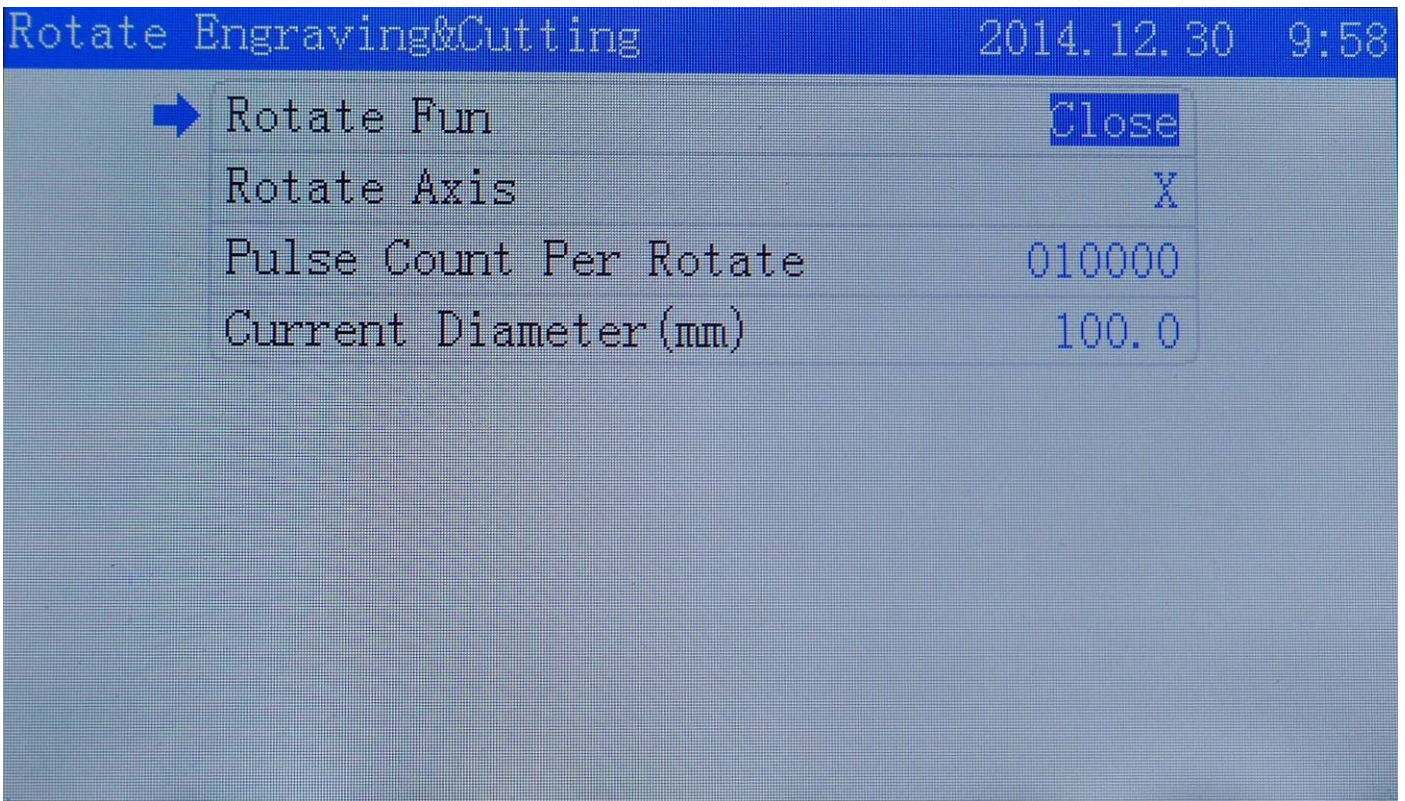 Rotate Engraving&Cutting 2014.12.30 9:58
Rotate Fun Close
Rotate Axis X
Pulse Count Per Rotate 010000
Current Diameter(mm) 100.0